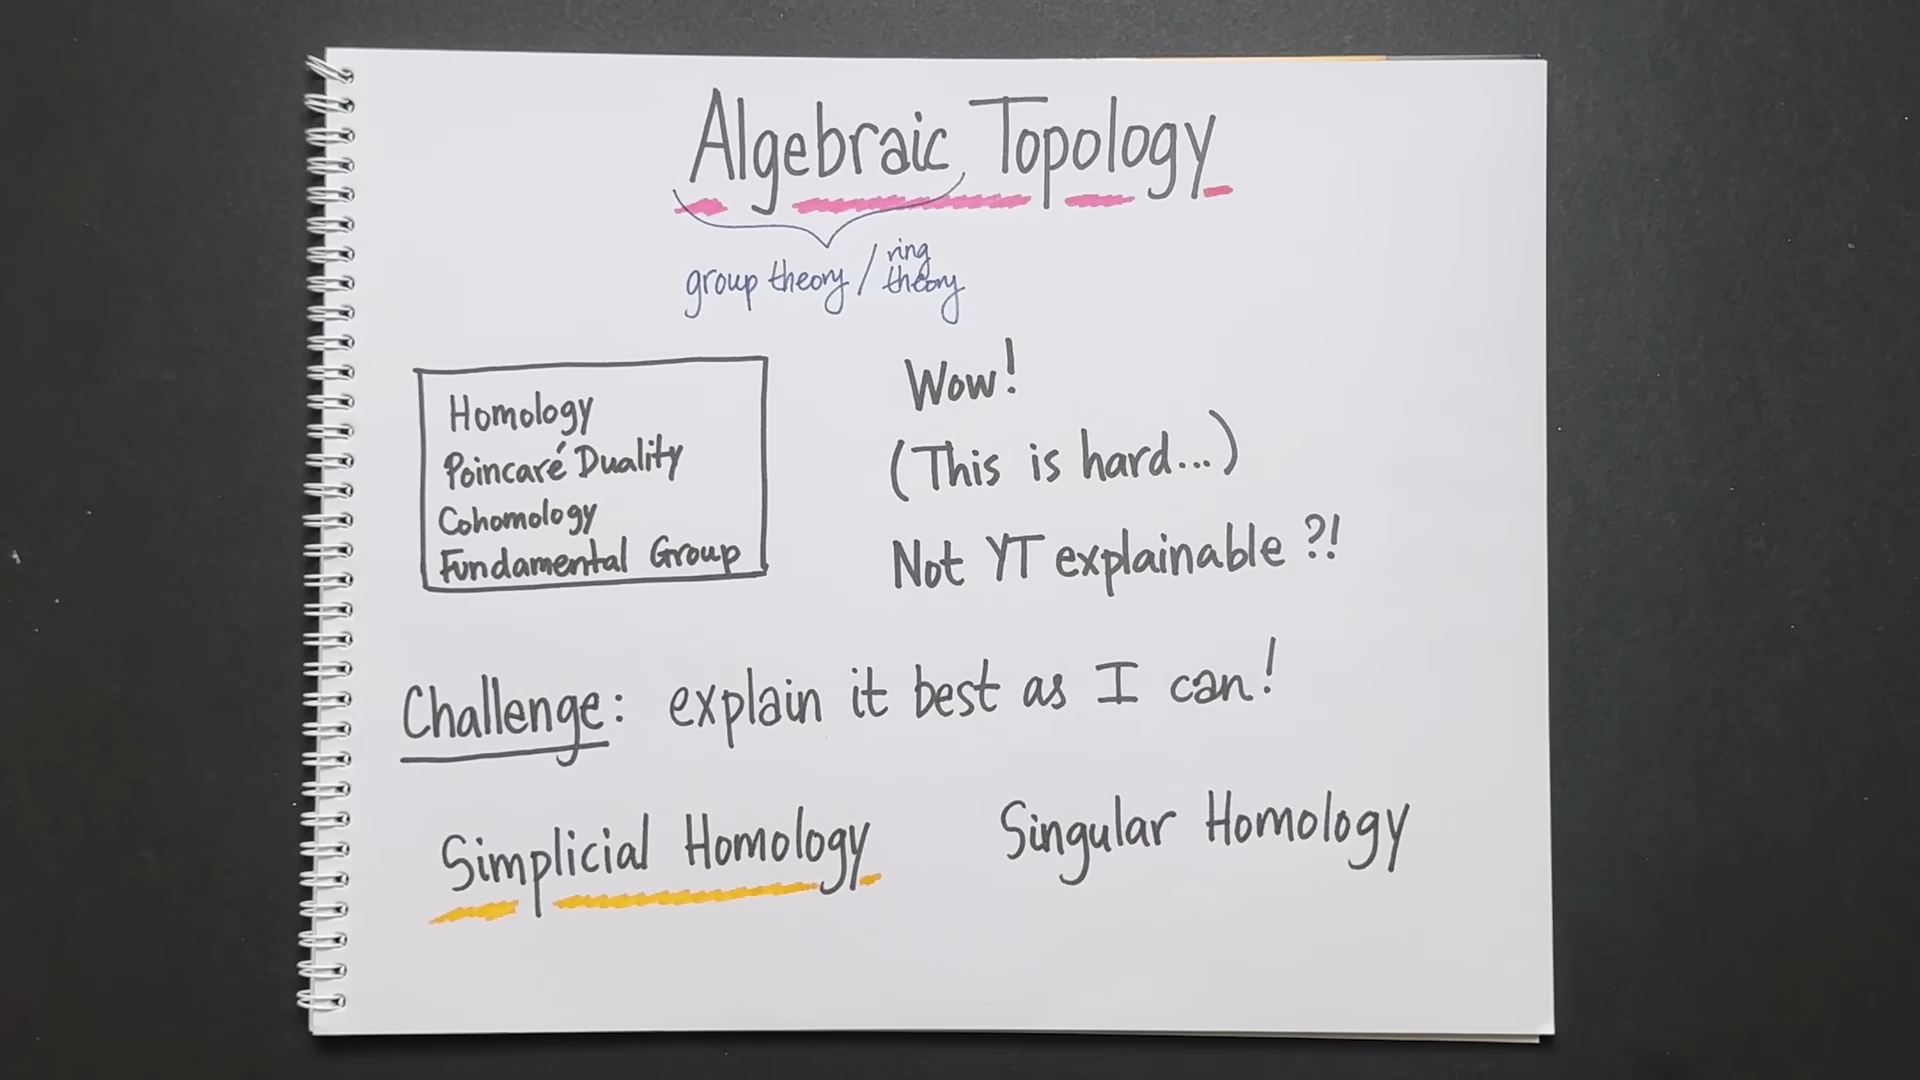 Algebraic Topology
group theory / ring theory
Homology
Poincaré Duality
Cohomology
Fundamental Group
Wow!
(This is hard...)
Not YT explainable ?!
Challenge: explain it best as I can!
Simplicial Homology
Singular Homology